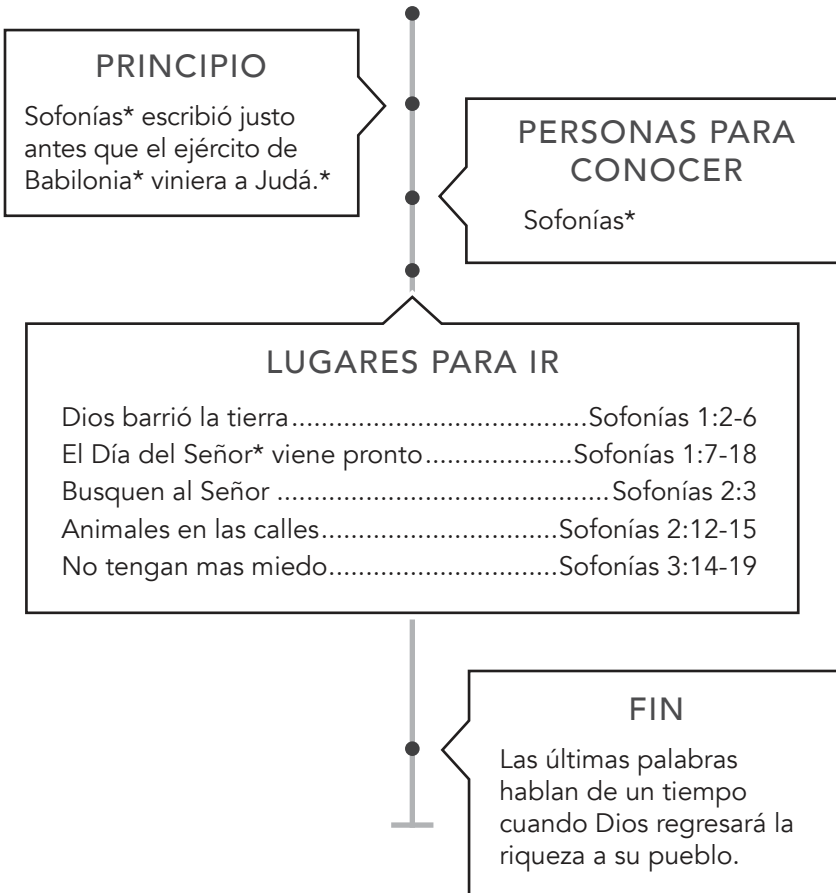 PRINCIPIO
Sofonías* escribió justo
antes que el ejército de
Babilonia* viniera a Judá.*
PERSONAS PARA
CONOCER
Sofonías*
LUGARES PARA IR
Dios barrió la tierra.................................Sofonías 1:2-6
El Día del Señor* viene pronto.................Sofonías 1:7-18
Busquen al Señor .....................................Sofonías 2:3
Animales en las calles...........................Sofonías 2:12-15
No tengan mas miedo..........................Sofonías 3:14-19
FIN
Las últimas palabras
hablan de un tiempo
cuando Dios regresará la
riqueza a su pueblo.